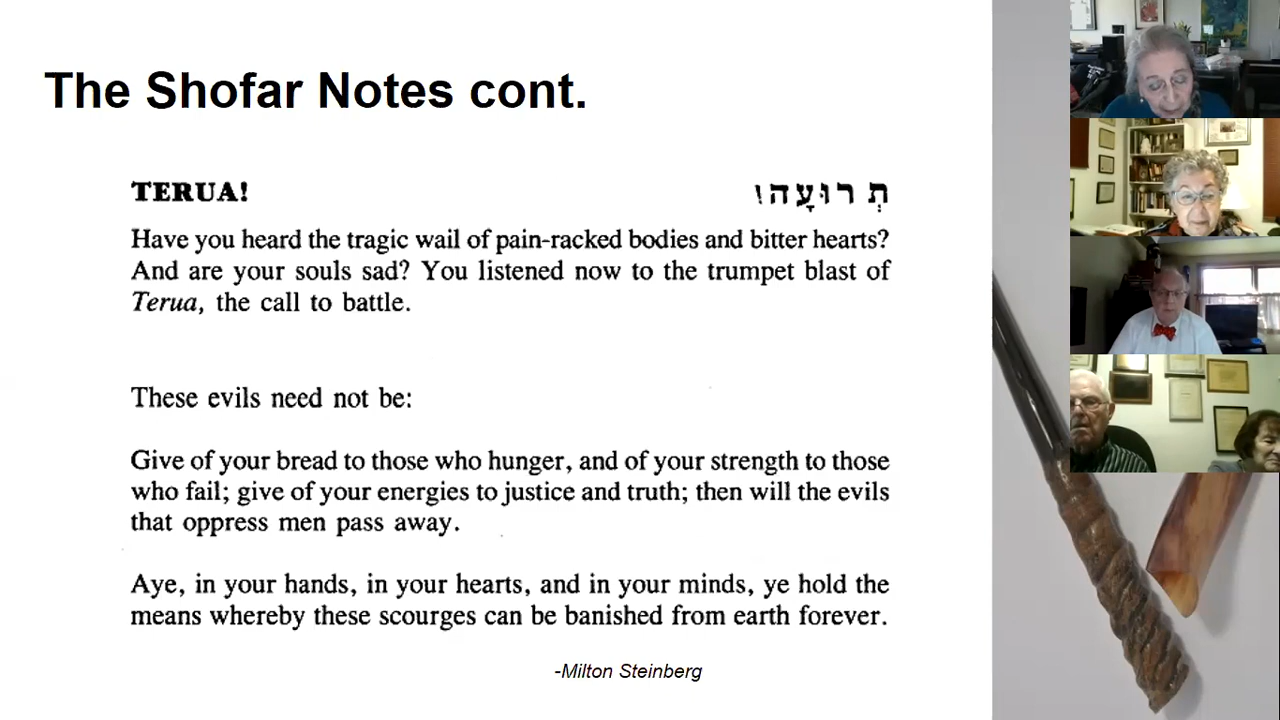 The Shofar Notes cont.
TERUA! תְּרוּעָה!
Have you heard the tragic wail of pain-racked bodies and bitter hearts?
And are your souls sad? You listened now to the trumpet blast of
Terua, the call to battle.
These evils need not be:
Give of your bread to those who hunger, and of your strength to those
who fail; give of your energies to justice and truth; then will the evils
that oppress men pass away.
Aye, in your hands, in your hearts, and in your minds, ye hold the
means whereby these scourges can be banished from earth forever.
-Milton Steinberg